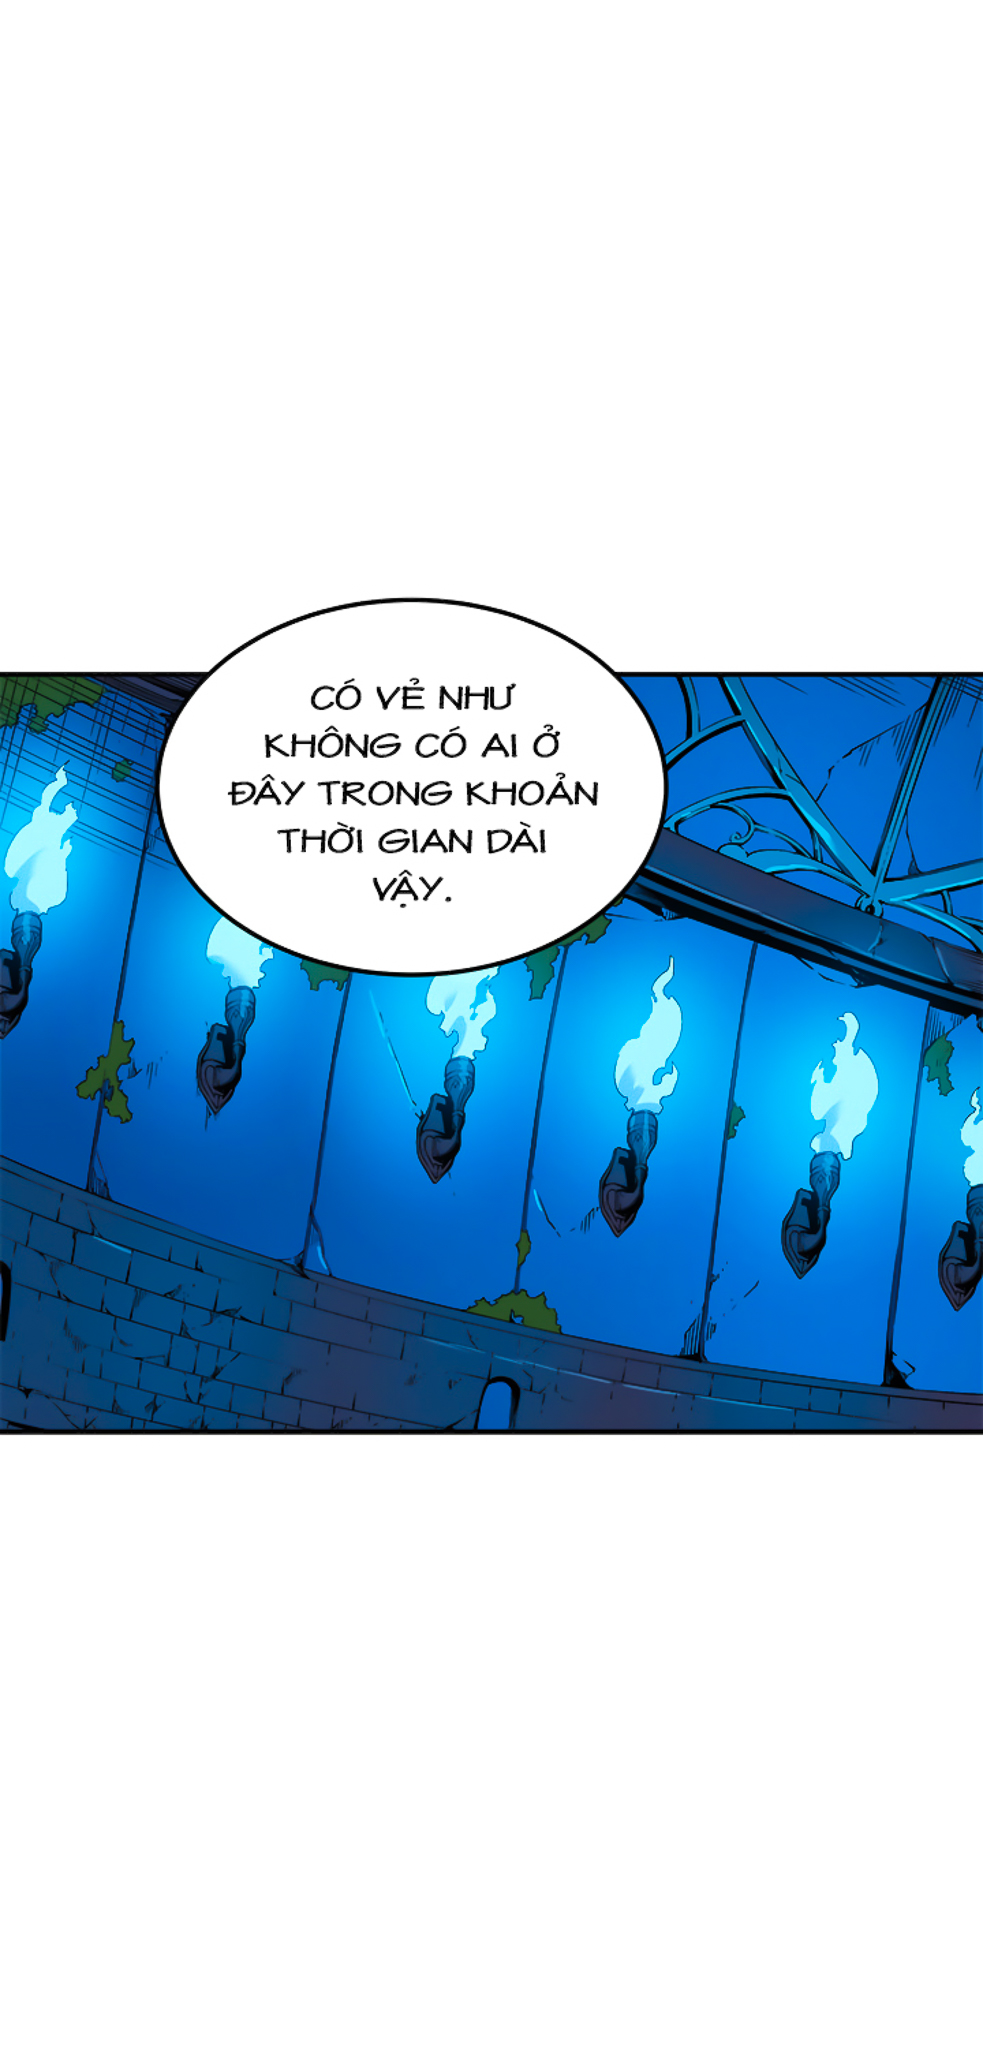 CÓ VẺ NHƯ
KHÔNG CÓ AI Ở
ĐÂY TRONG KHOẢN
THỜI GIAN DÀI
VẬY.